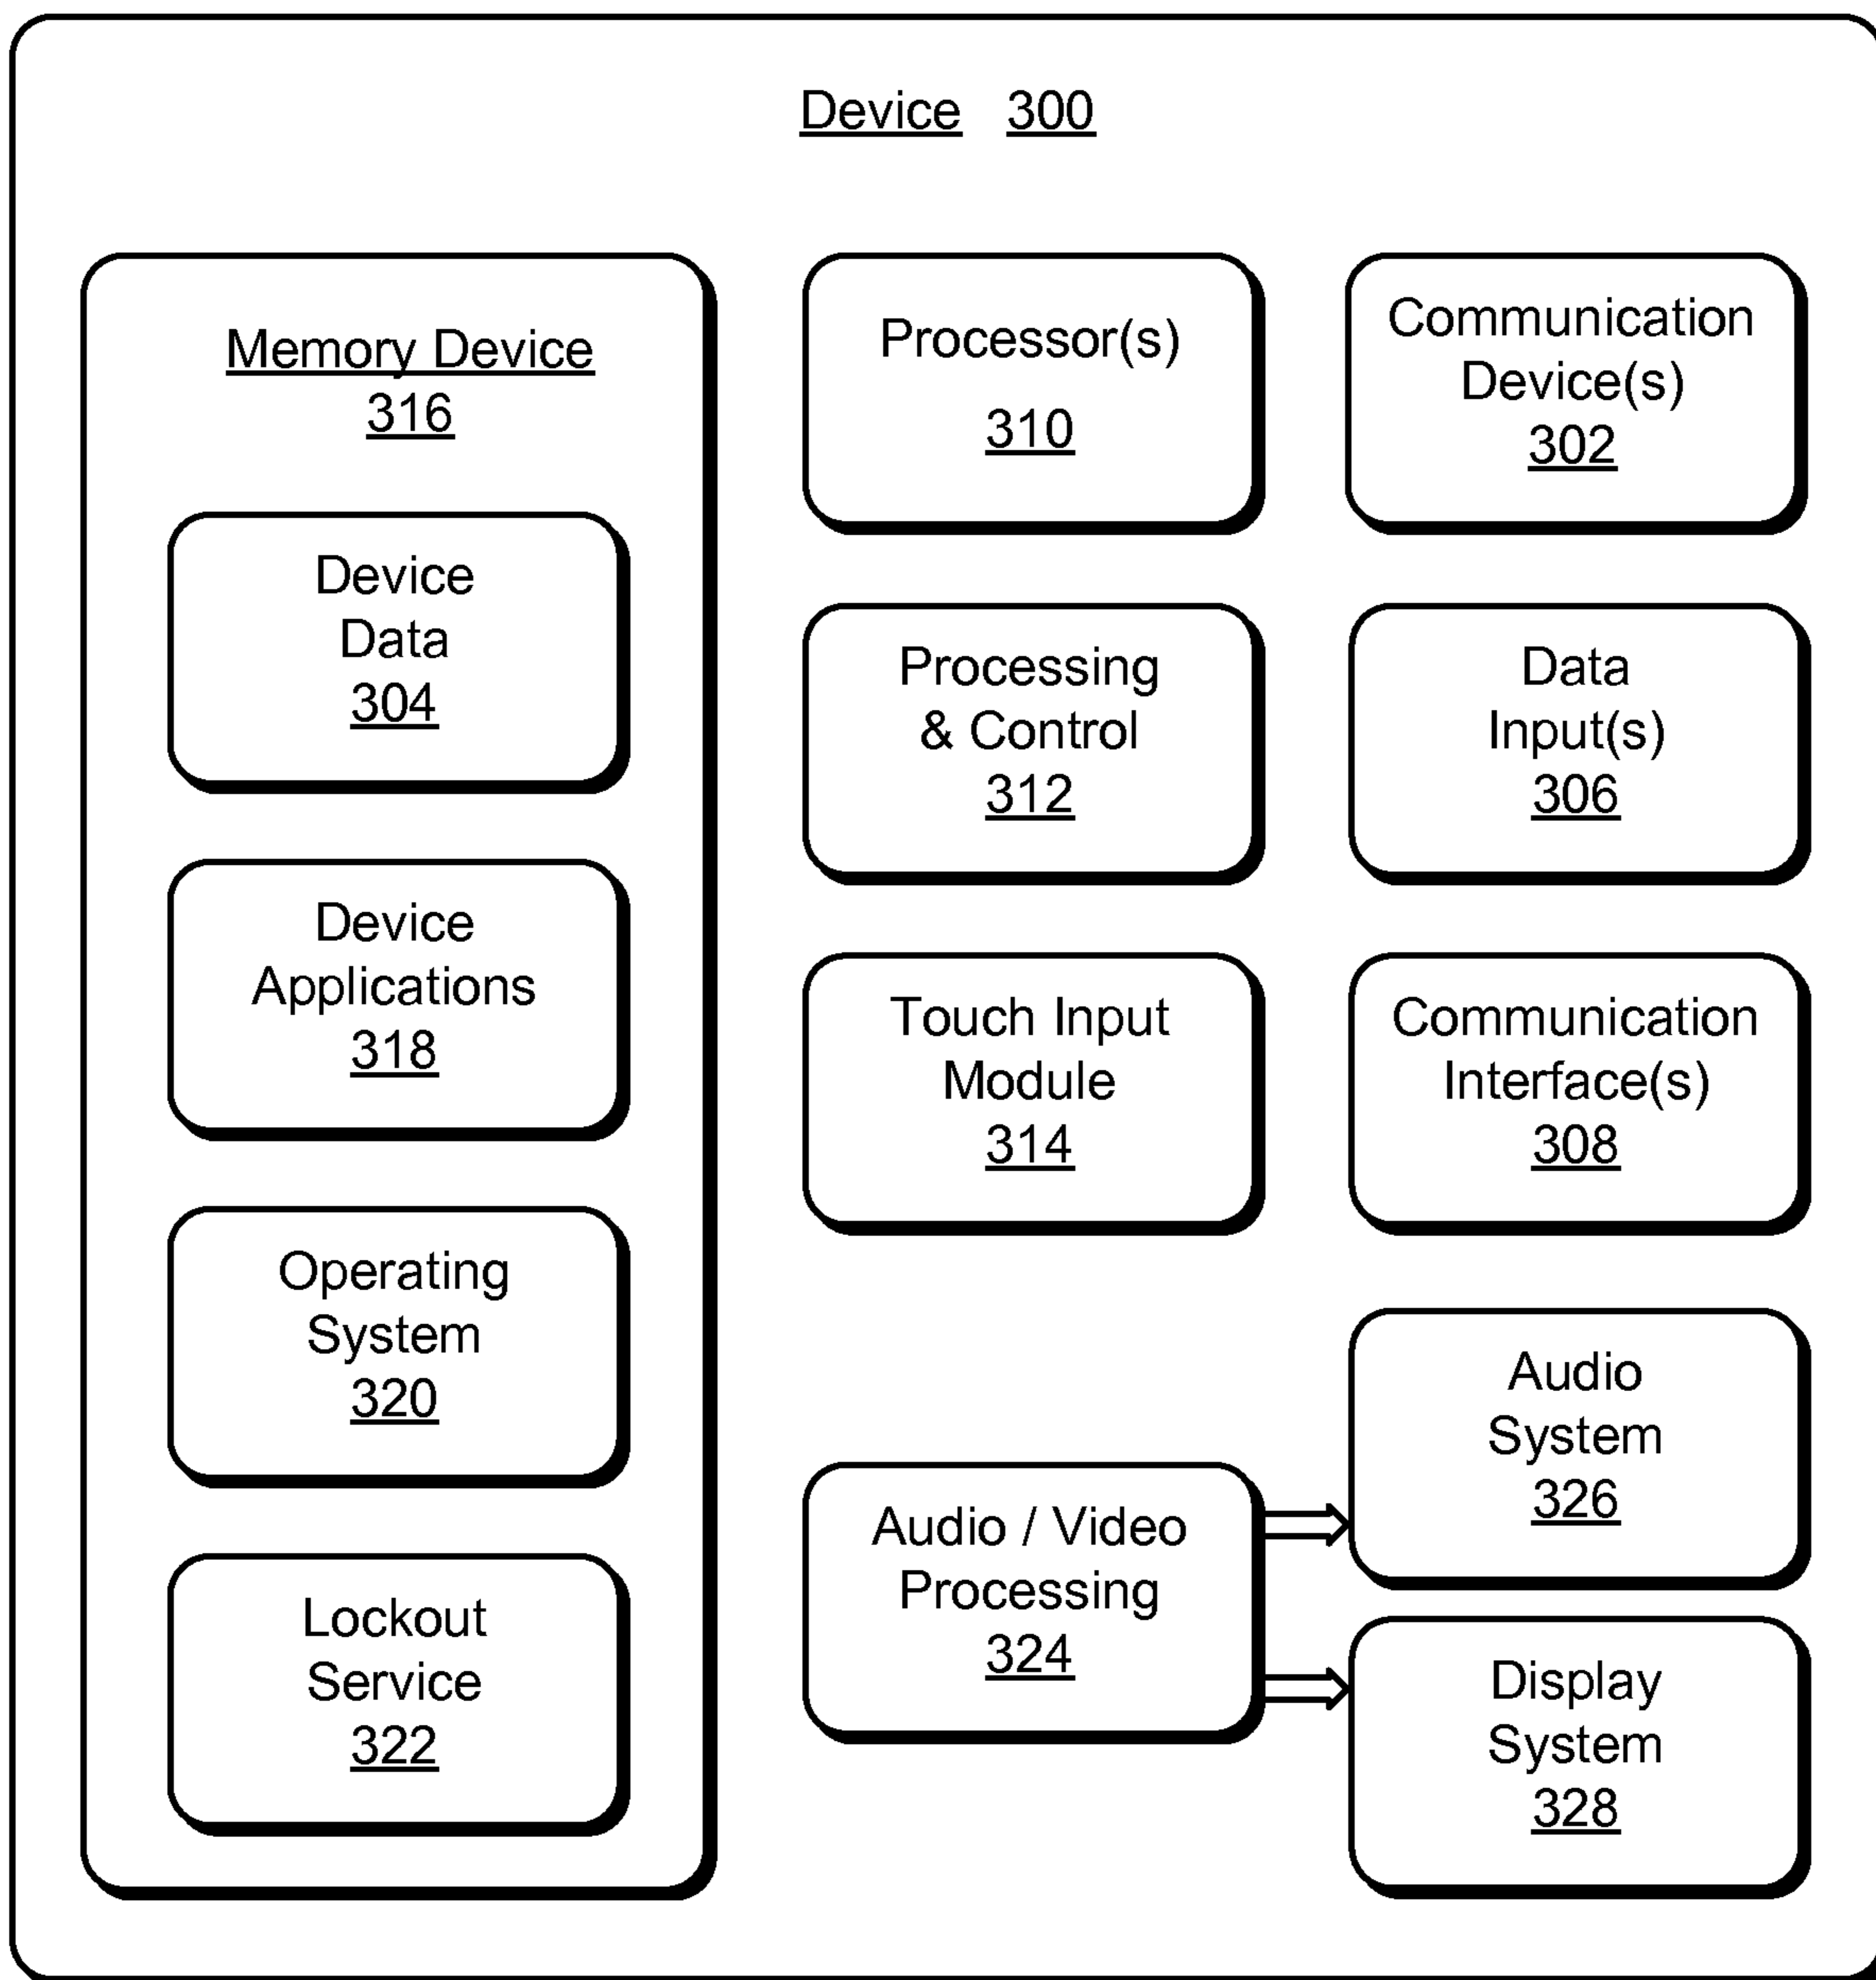 Device 300
Memory Device
316
Device
Data
304
Device
Applications
318
Operating
System
320
Lockout
Service
322
Processor(s)
310
Communication
Device(s)
302
Processing
& Control
312
Data
Input(s)
306
Touch Input
Module
314
Communication
Interface(s)
308
Audio / Video
Processing
324
Audio
System
326
Display
System
328